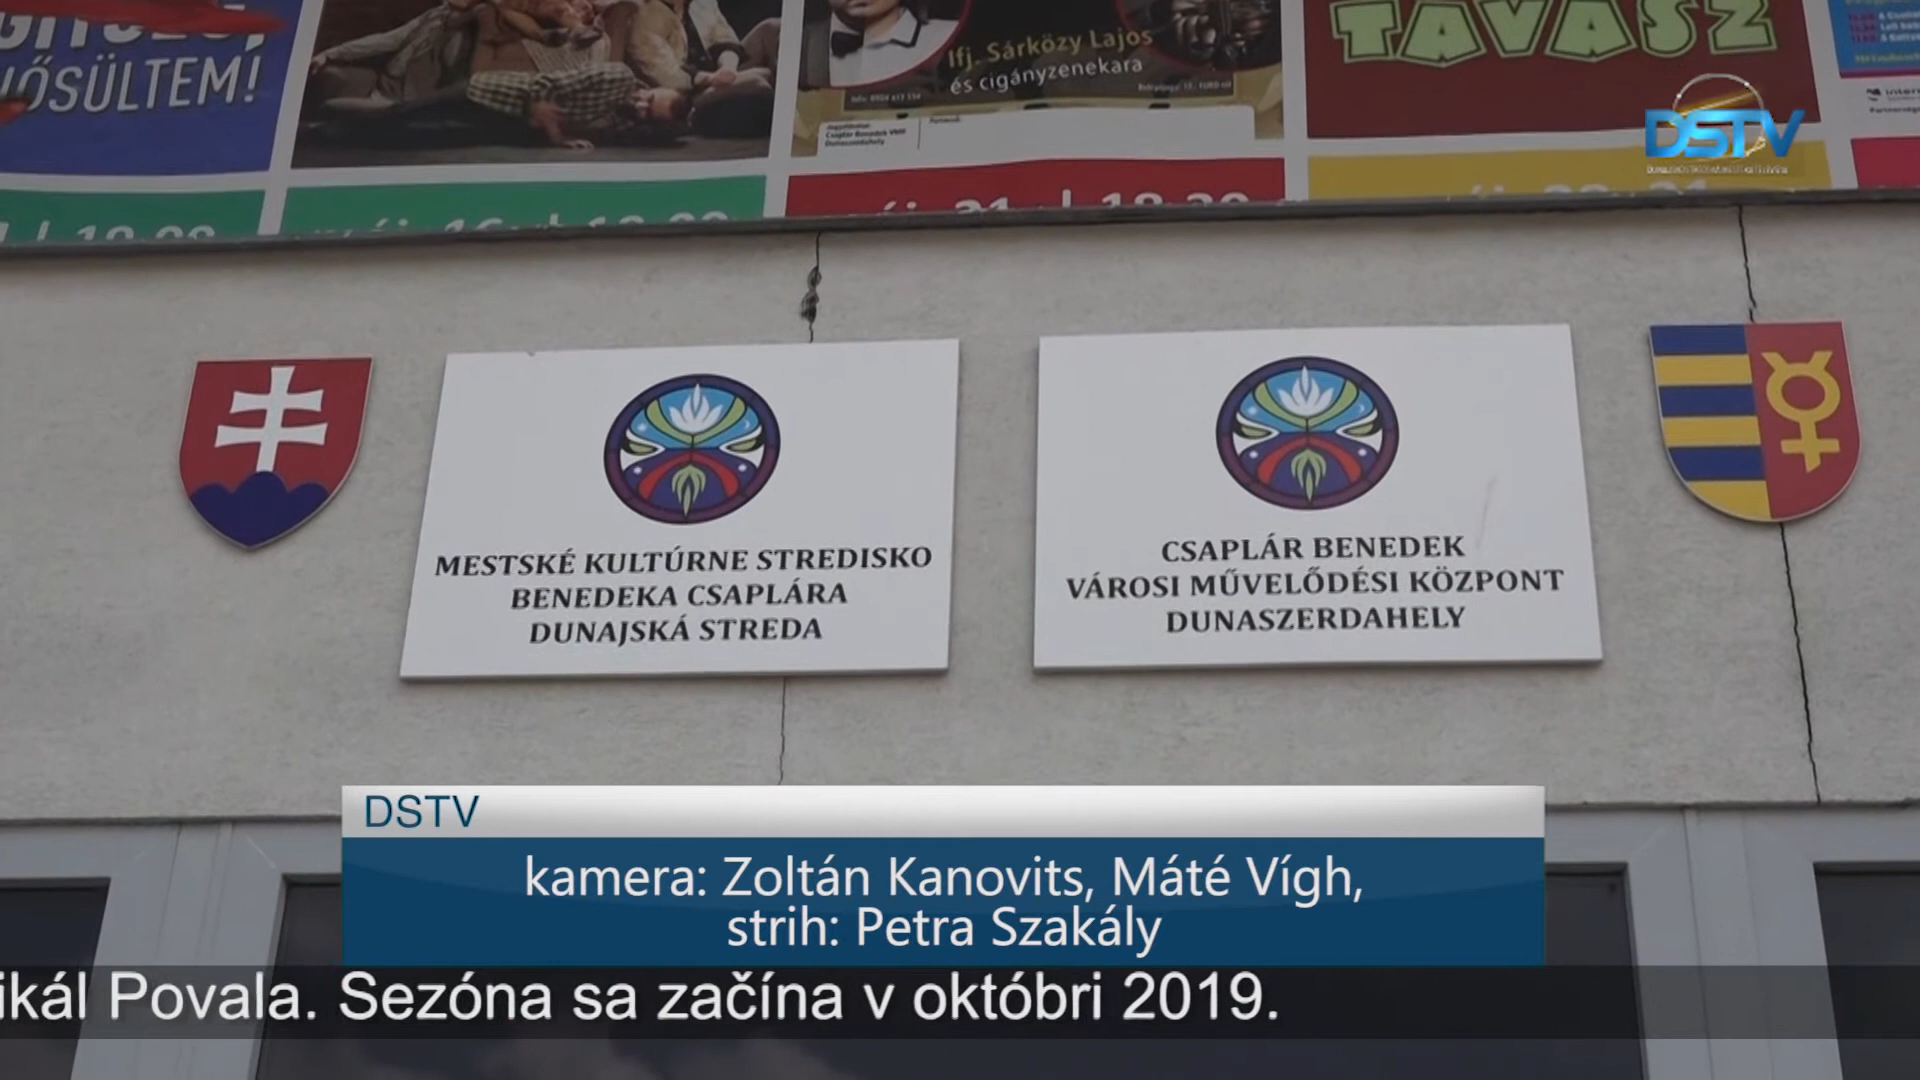 NŐSÜLTEM!
Ifj. Sárközy Lajos
és cigányzenekara
TAVASZ
DSTV
MESTSKÉ KULTÚRNE STREDISKO
BENEDEKA CSAPLÁRA
DUNAJSKÁ STREDA
CSAPLÁR BENEDEK
VÁROSI MŰVELŐDÉSI KÖZPONT
DUNASZERDAHELY
DSTV
kamera: Zoltán Kanovits, Máté Vígh,
strih: Petra Szakály
ikál Povala. Sezóna sa začína v októbri 2019.